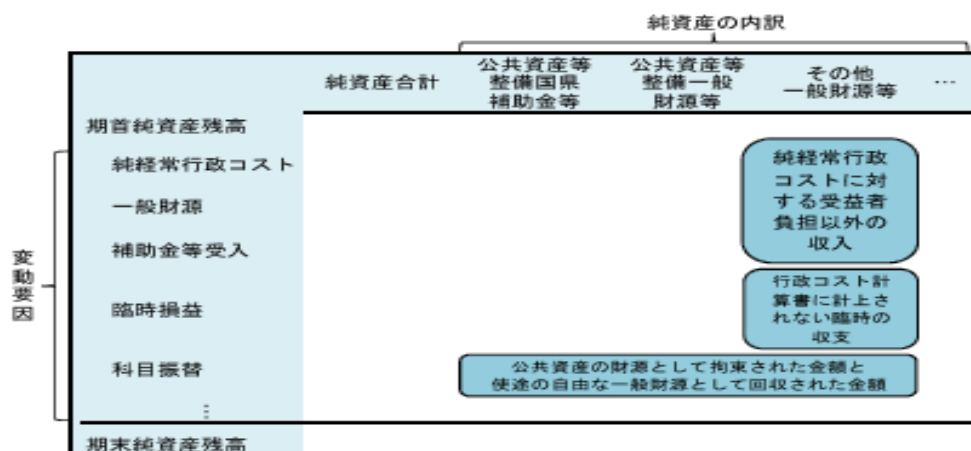 純資産の内訳
純資産合計
公共資産等
整備国県
補助金等
公共資産等
整備一般
財源等
その他
一般財源等
…
期首純資産残高
変動要因
純経常行政コスト
一般財源
補助金等受入
純経常行政
コストに対
する受益者
負担以外の
収入
臨時損益
行政コスト計
算書に計上さ
れない臨時の
収支
科目振替
公共資産の財源として拘束された金額と
使途の自由な一般財源として回収された金額
⋮
期末純資産残高